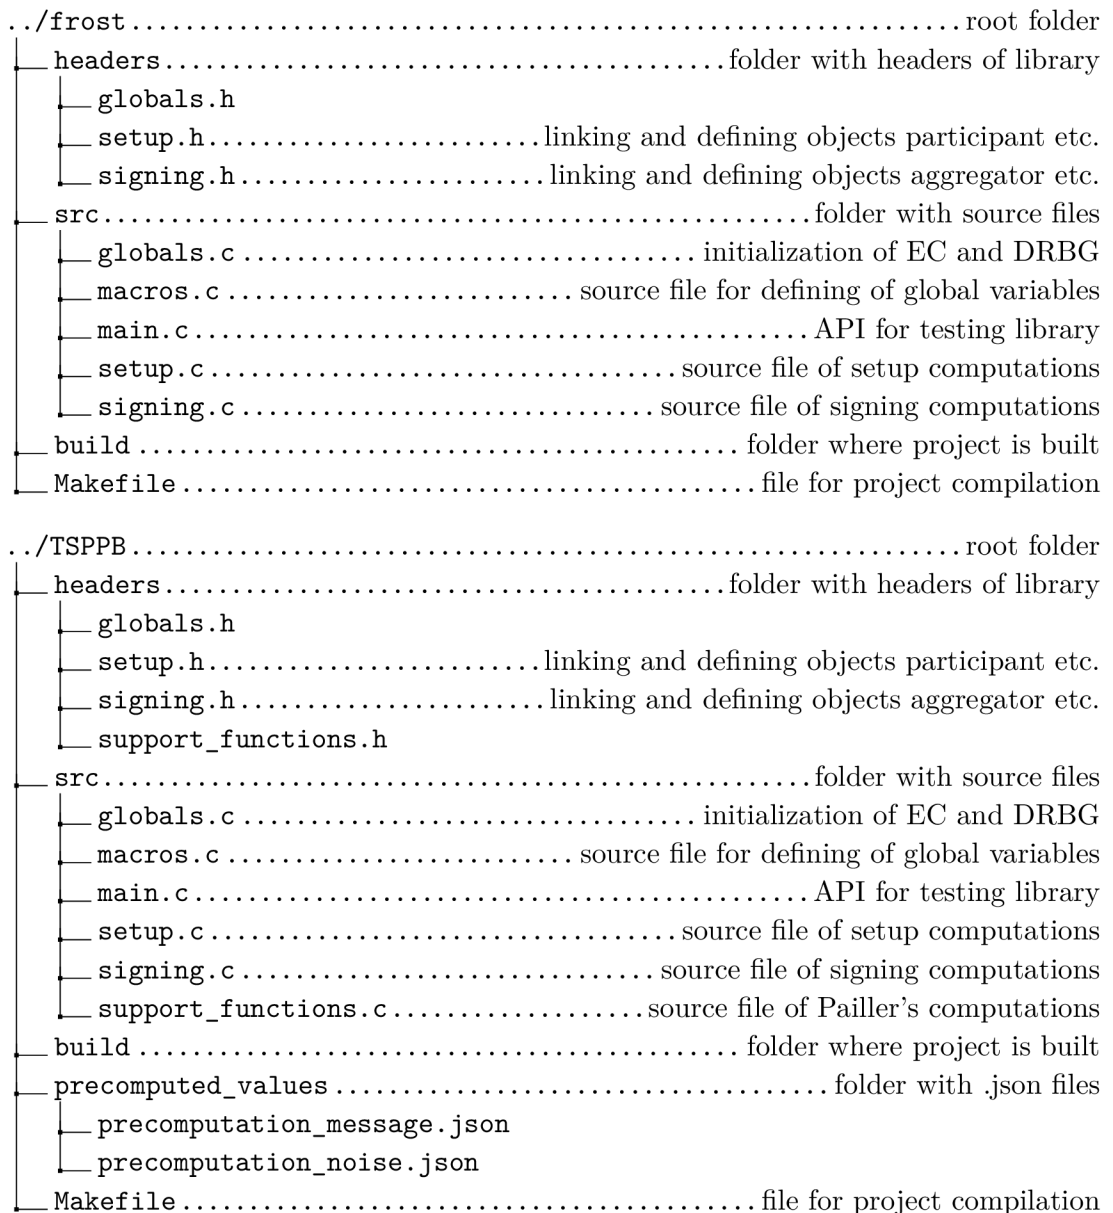 ../frost.............................................................root folder
headers..........................................folder with headers of library
globals.h
setup.h.........................linking and defining objects participant etc.
signing.h.......................linking and defining objects aggregator etc.
src.....................................................folder with source files
globals.c..................................initialization of EC and DRBG
macros.c..........................source file for defining of global variables
main.c..............................................API for testing library
setup.c...................................source file of setup computations
signing.c...............................source file of signing computations
build.............................................folder where project is built
Makefile...........................................file for project compilation
../TSPPB.............................................................root folder
headers..........................................folder with headers of library
globals.h
setup.h.........................linking and defining objects participant etc.
signing.h.......................linking and defining objects aggregator etc.
support_functions.h
src.....................................................folder with source files
globals.c..................................initialization of EC and DRBG
macros.c..........................source file for defining of global variables
main.c..............................................API for testing library
setup.c...................................source file of setup computations
signing.c...............................source file of signing computations
support_functions.c...................source file of Pailler's computations
build.............................................folder where project is built
precomputed_values.....................................folder with .json files
precomputation_message.json
precomputation_noise.json
Makefile...........................................file for project compilation